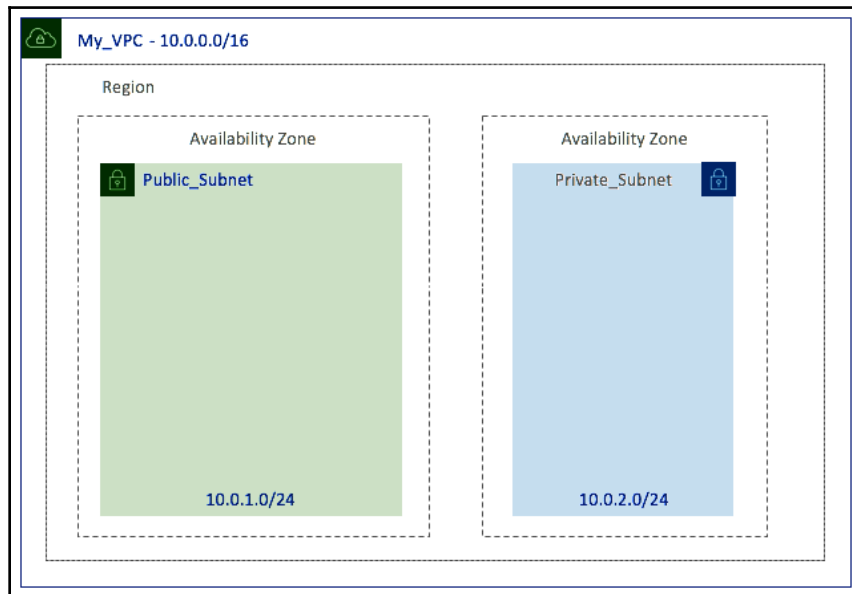 My_VPC - 10.0.0.0/16
Region
Availability Zone
Public_Subnet
10.0.1.0/24
Availability Zone
Private_Subnet
10.0.2.0/24